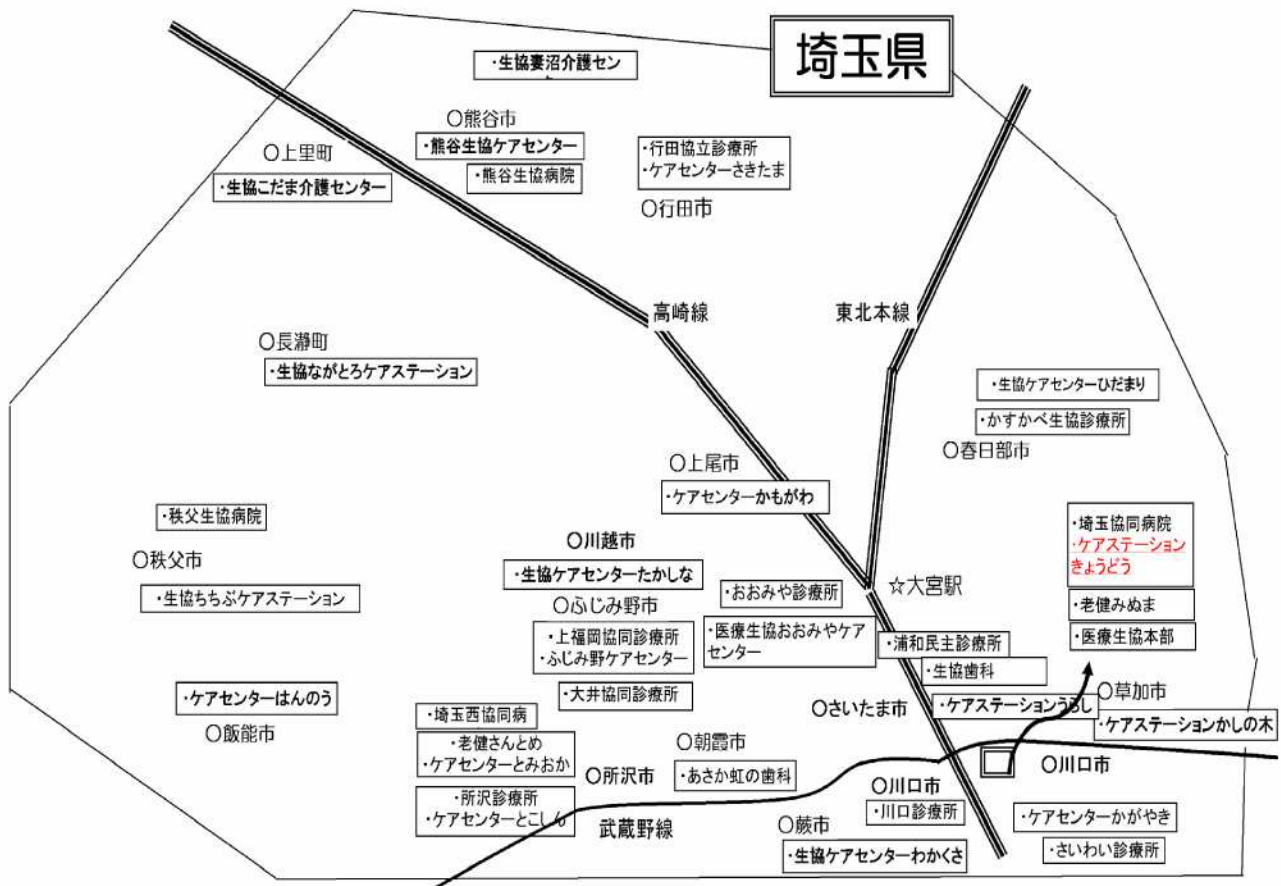 埼玉県
・生協妻沼介護セン
〇熊谷市
・熊谷生協ケアセンター
・熊谷生協病院
〇上里町
・生協こだま介護センター
・行田協立診療所
・ケアセンターさきたま
〇行田市
高崎線
東北本線
〇長瀞町
・生協ながとろケアステーション
・生協ケアセンターひだまり
・かすかべ生協診療所
〇春日部市
〇上尾市
・ケアセンターかもがわ
・秩父生協病院
〇秩父市
・生協ちちぶケアステーション
〇川越市
・生協ケアセンターたかしな
〇ふじみ野市
・上福岡協同診療所
・ふじみ野ケアセンター
・大井協同診療所
・おおみや診療所
・医療生協おおみやケア
センター
☆大宮駅
・埼玉協同病院
・ケアステーション
きょうどう
・老健みぬま
・医療生協本部
・浦和民主診療所
・生協歯科
〇さいたま市
・ケアステーションうらし
〇草加市
・ケアステーションかしの木
・ケアセンターはんのう
〇飯能市
・埼玉西協同病
・老健さんとめ
・ケアセンターとみおか
・所沢診療所
・ケアセンターとこしん
〇所沢市
武蔵野線
〇朝霞市
・あさか虹の歯科
〇川口市
・川口診療所
〇蕨市
・生協ケアセンターわかくさ
〇川口市
・ケアセンターかがやき
・さいわい診療所